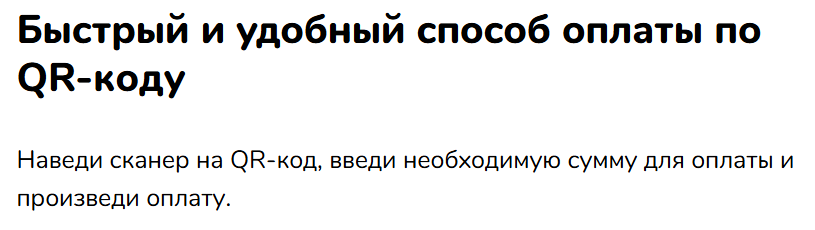 Быстрый и удобный способ оплаты по
QR-коду
Наведи сканер на QR-код, введи необходимую сумму для оплаты и
произведи оплату.